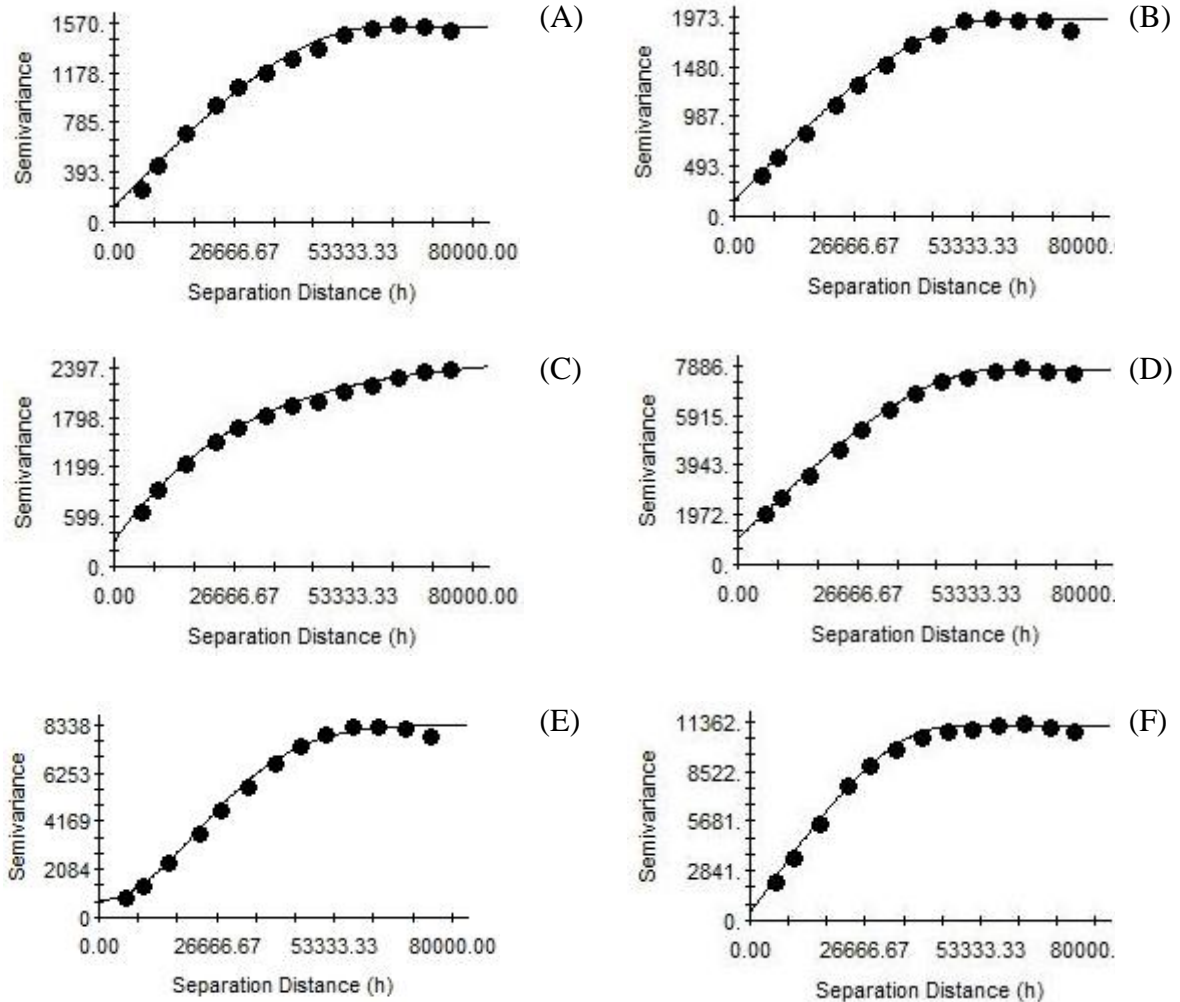 (A)
1570.
1178.
785.
393.
0.
Semivariance
0.00 26666.67 53333.33 80000.00
Separation Distance (h)
(B)
1973.
1480.
987.
493.
0.
Semivariance
0.00 26666.67 53333.33 80000.
Separation Distance (h)
(C)
2397.
1798.
1199.
599.
0.
Semivariance
0.00 26666.67 53333.33 80000.00
Separation Distance (h)
(D)
7886.
5915.
3943.
1972.
0.
Semivariance
0.00 26666.67 53333.33 80000.
Separation Distance (h)
(E)
8338
6253
4169
2084
0
Semivariance
0.00 26666.67 53333.33 80000.00
Separation Distance (h)
(F)
11362.
8522.
5681.
2841.
0.
Semivariance
0.00 26666.67 53333.33 80000.00
Separation Distance (h)